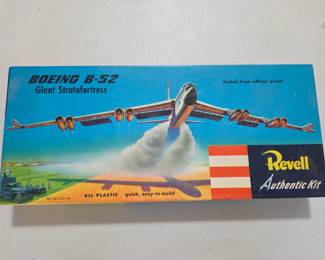 BOEING B-52
Giant Stratofortress
Scaled from official prints
Revell
Authentic Kit
ALL PLASTIC quick, easy-to-build